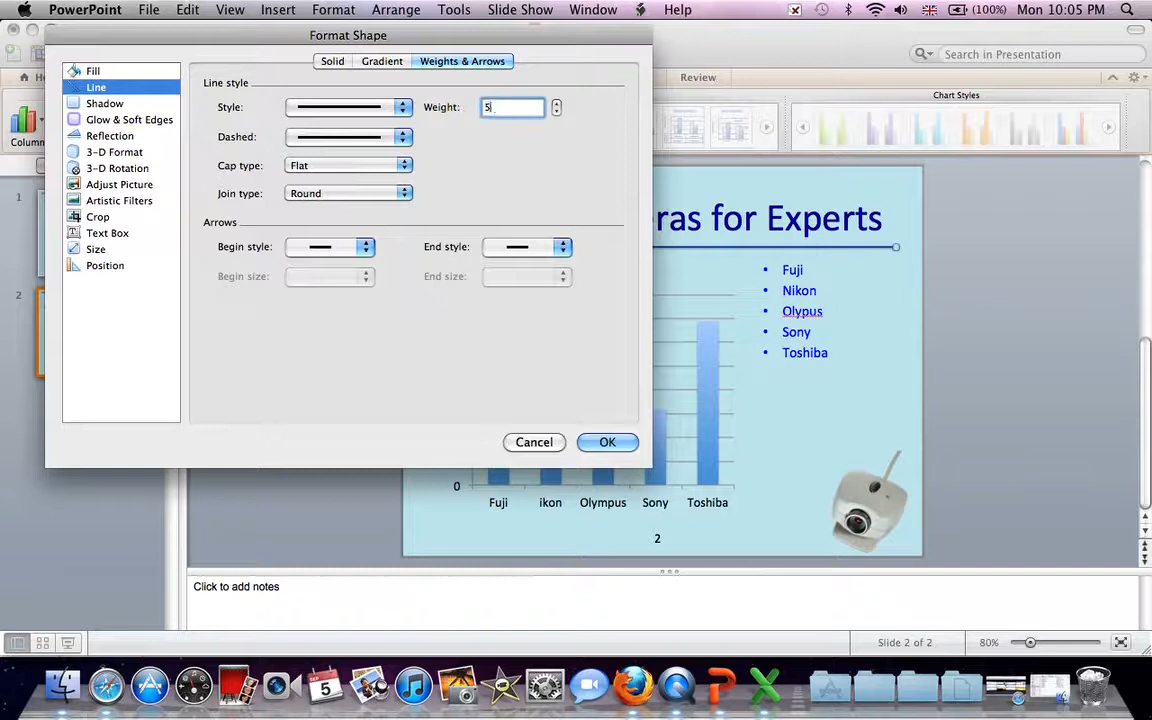 PowerPoint File Edit View Insert Format Arrange Tools Slide Show Window Help (100%) Mon 10:05 PM
Format Shape
Search in Presentation
Solid Gradient Weights & Arrows
Review
Chart Styles
Column
Fill
Line
Shadow
Glow & Soft Edges
Reflection
3-D Format
3-D Rotation
Adjust Picture
Artistic Filters
Crop
Text Box
Size
Position
Line style
Style: Weight: 5
Dashed:
Cap type: Flat
Join type: Round
Arrows
Begin style: End style:
Begin size: End size:
Cancel OK
1
2
ras for Experts
• Fuji
• Nikon
• Olypus
• Sony
• Toshiba
0
Fuji ikon Olympus Sony Toshiba
2
Click to add notes
Slide 2 of 2 80%
SEP 5